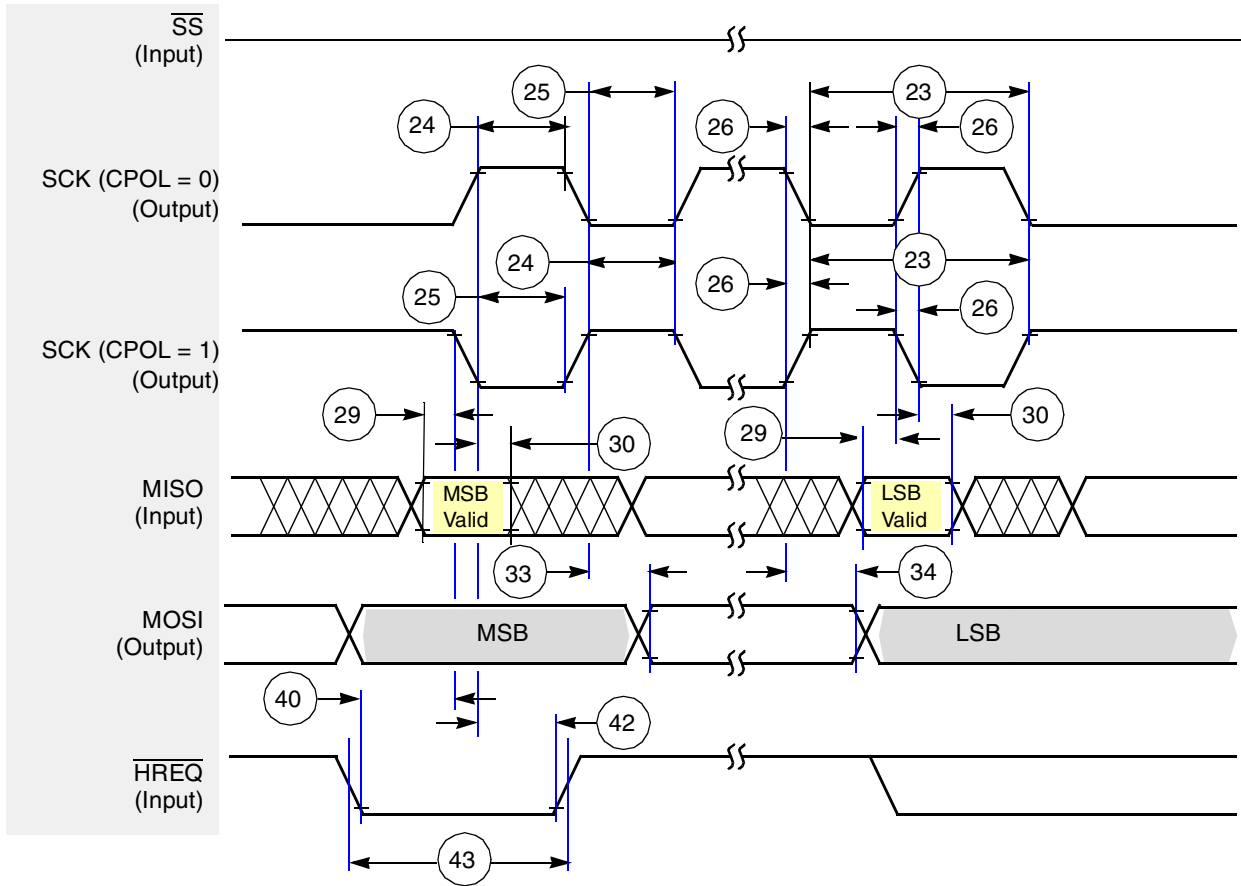 SS
(Input)
25
23
24
26
26
SCK (CPOL = 0)
(Output)
24
23
25
26
26
SCK (CPOL = 1)
(Output)
29
30
29
30
MISO
(Input)
MSB
Valid
LSB
Valid
33
34
MOSI
(Output)
MSB
LSB
40
42
HREQ
(Input)
43